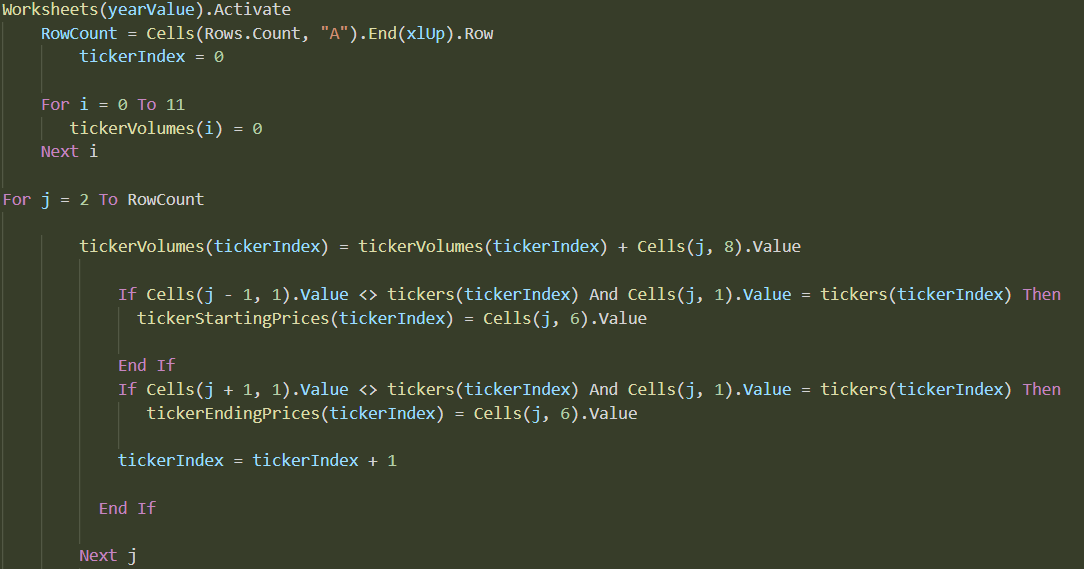 Worksheets(yearValue).Activate
RowCount = Cells(Rows.Count, "A").End(xlUp).Row
tickerIndex = 0
For i = 0 To 11
tickerVolumes(i) = 0
Next i
For j = 2 To RowCount
tickerVolumes(tickerIndex) = tickerVolumes(tickerIndex) + Cells(j, 8).Value
If Cells(j - 1, 1).Value <> tickers(tickerIndex) And Cells(j, 1).Value = tickers(tickerIndex) Then
tickerStartingPrices(tickerIndex) = Cells(j, 6).Value
End If
If Cells(j + 1, 1).Value <> tickers(tickerIndex) And Cells(j, 1).Value = tickers(tickerIndex) Then
tickerEndingPrices(tickerIndex) = Cells(j, 6).Value
tickerIndex = tickerIndex + 1
End If
Next j